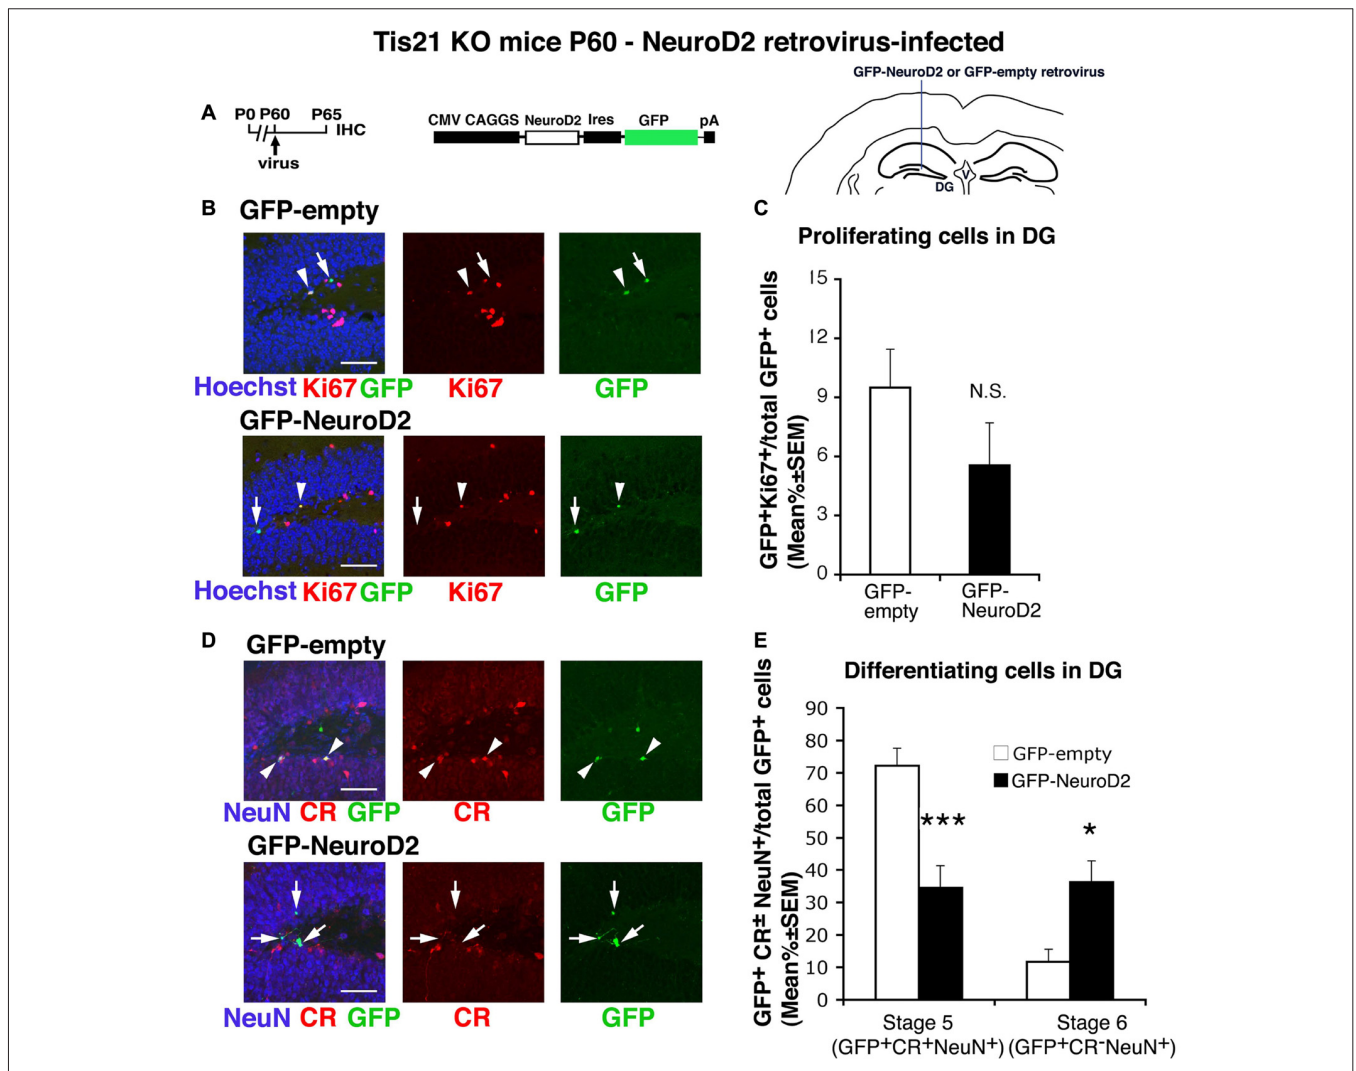 Tis21 KO mice P60 - NeuroD2 retrovirus-infected
A
P0 P60 P65
IHC
virus
CMV CAGGS NeuroD2 Ires GFP pA
GFP-NeuroD2 or GFP-empty retrovirus
V
DG
B
GFP-empty
Hoechst Ki67 GFP
Ki67
GFP
GFP-NeuroD2
Hoechst Ki67 GFP
Ki67
GFP
C
Proliferating cells in DG
GFP⁺Ki67⁺/total GFP⁺ cells
(Mean%±SEM)
15
12
9
6
3
0
N.S.
GFP-
empty
GFP-
NeuroD2
D
GFP-empty
NeuN CR GFP
CR
GFP
GFP-NeuroD2
NeuN CR GFP
CR
GFP
E
Differentiating cells in DG
GFP⁺ CR± NeuN⁺/total GFP⁺ cells
(Mean%±SEM)
90
80
70
60
50
40
30
20
10
0
GFP-empty
GFP-NeuroD2
***
*
Stage 5
(GFP⁺CR⁺NeuN⁺)
Stage 6
(GFP⁺CR⁻NeuN⁺)